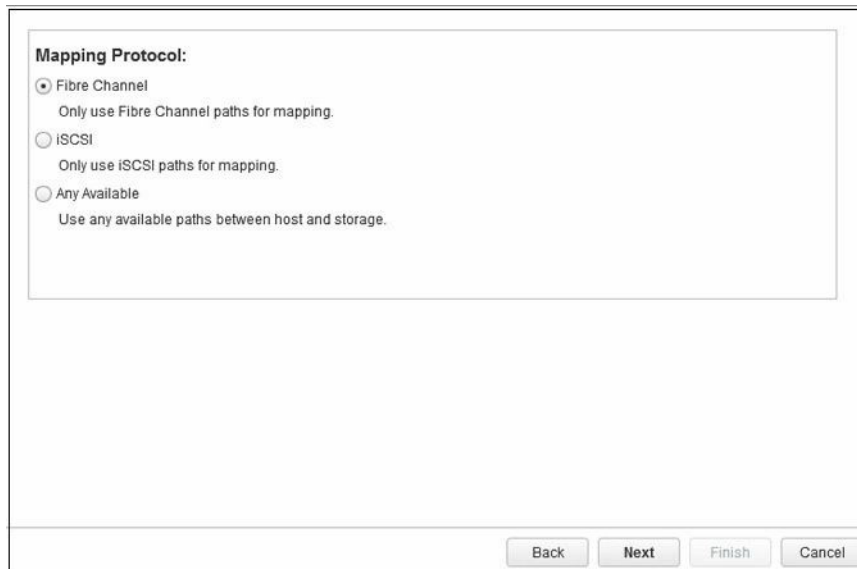 Mapping Protocol:
Fibre Channel
Only use Fibre Channel paths for mapping.
iSCSI
Only use iSCSI paths for mapping.
Any Available
Use any available paths between host and storage.
Back Next Finish Cancel